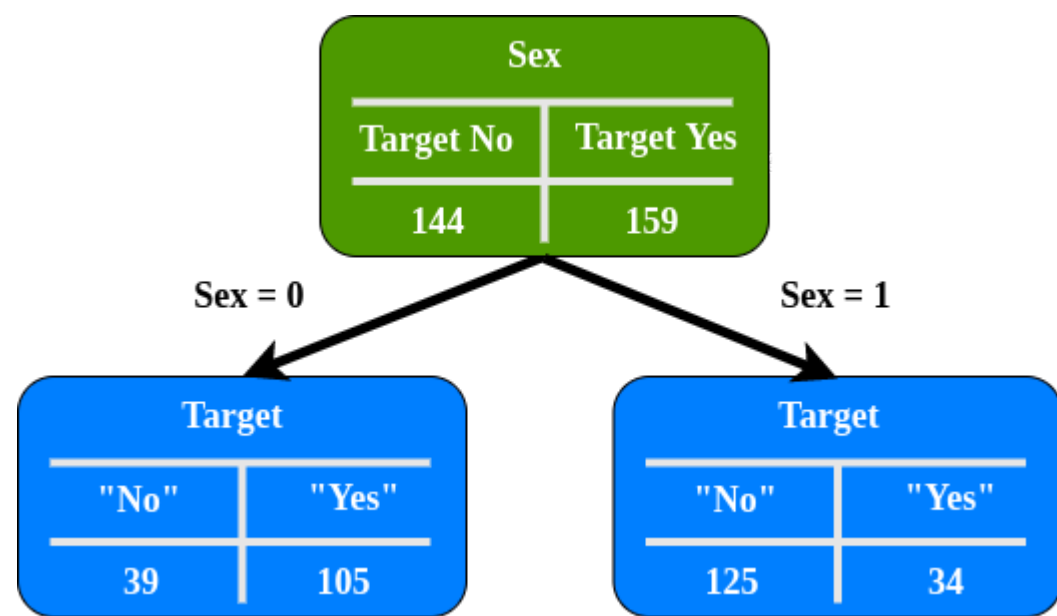 Sex
Target No Target Yes
144 159
Sex = 0 Sex = 1
Target Target
"No" "Yes" "No" "Yes"
39 105 125 34